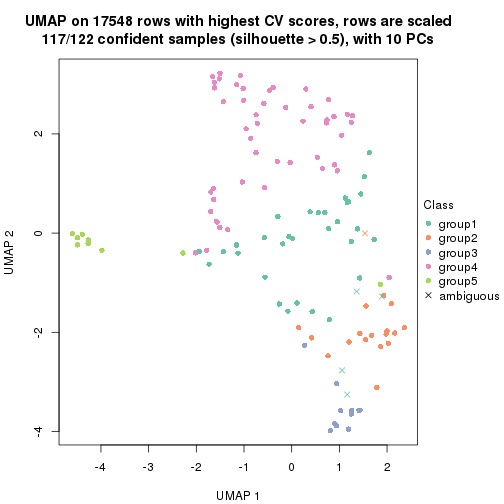 UMAP on 17548 rows with highest CV scores, rows are scaled
117/122 confident samples (silhouette > 0.5), with 10 PCs
2
0
-2
-4
UMAP 2
-4
-3
-2
-1
0
1
2
UMAP 1
Class
group1
group2
group3
group4
group5
ambiguous